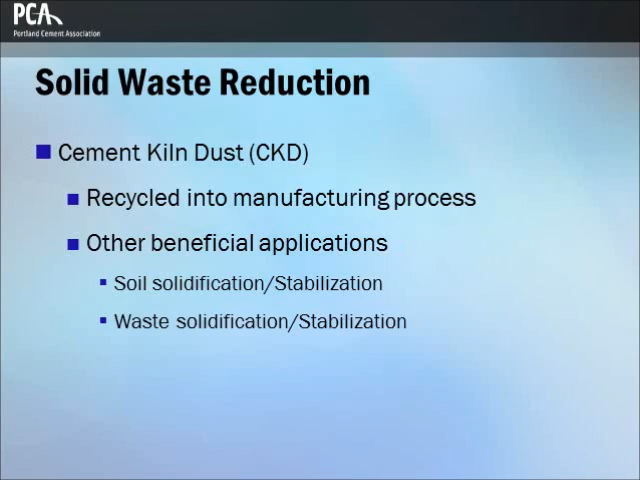 PCA
Portland Cement Association
Solid Waste Reduction
Cement Kiln Dust (CKD)
Recycled into manufacturing process
Other beneficial applications
Soil solidification/Stabilization
Waste solidification/Stabilization